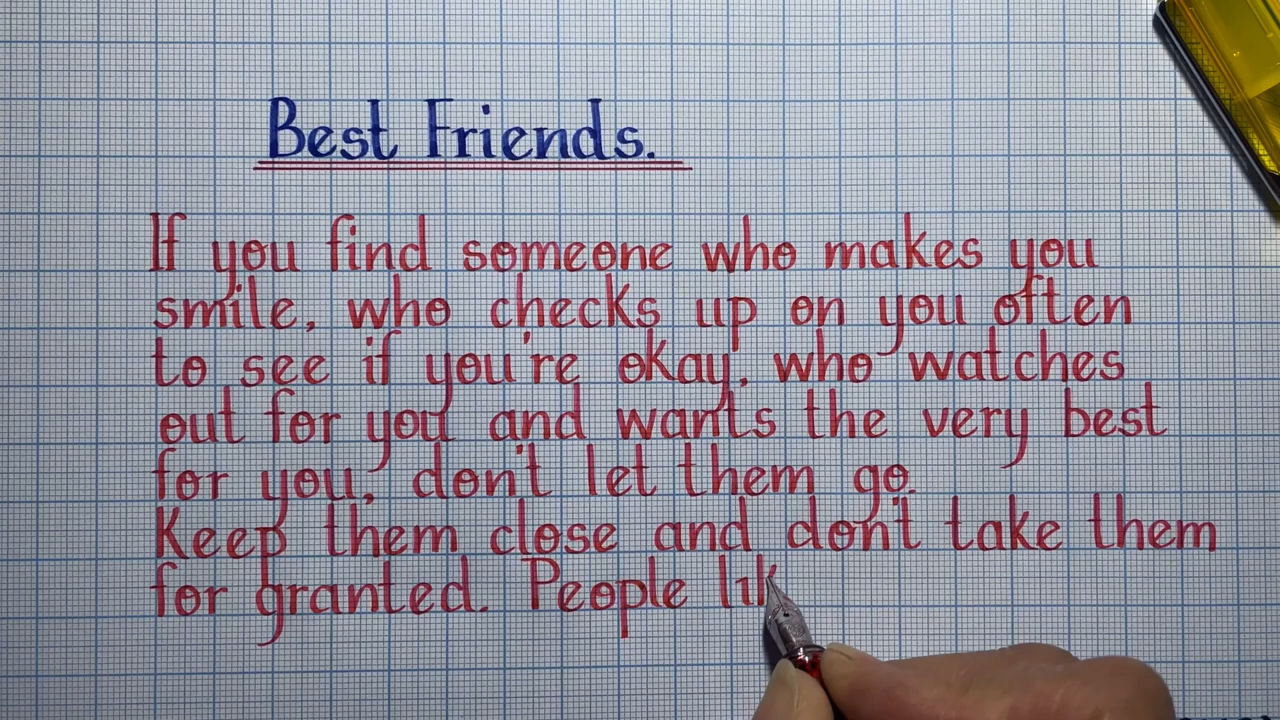 Best Friends.
If you find someone who makes you
smile, who checks up on you often
to see if you're okay, who watches
out for you and wants the very best
for you, don't let them go.
Keep them close and don't take them
for granted. People lik